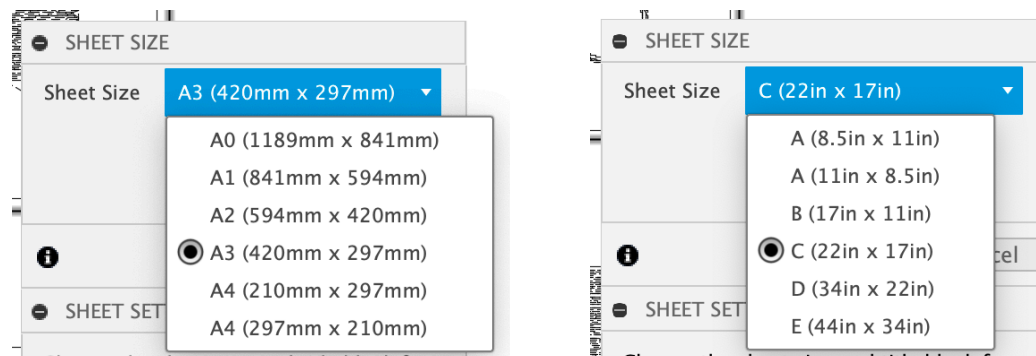 SHEET SIZE
Sheet Size A3 (420mm x 297mm)
A0 (1189mm x 841mm)
A1 (841mm x 594mm)
A2 (594mm x 420mm)
A3 (420mm x 297mm)
A4 (210mm x 297mm)
A4 (297mm x 210mm)
SHEET SET
SHEET SIZE
Sheet Size C (22in x 17in)
A (8.5in x 11in)
A (11in x 8.5in)
B (17in x 11in)
C (22in x 17in)
D (34in x 22in)
E (44in x 34in)
cel
SHEET SET